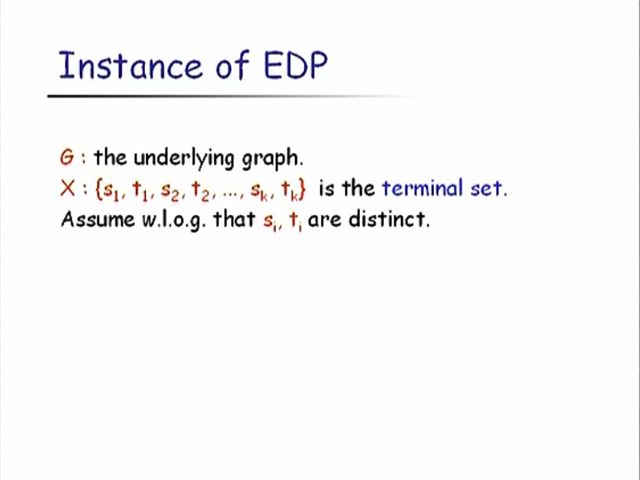 Instance of EDP
G : the underlying graph.
X : {s₁, t₁, s₂, t₂, ..., sₖ, tₖ} is the terminal set.
Assume w.l.o.g. that sᵢ, tᵢ are distinct.